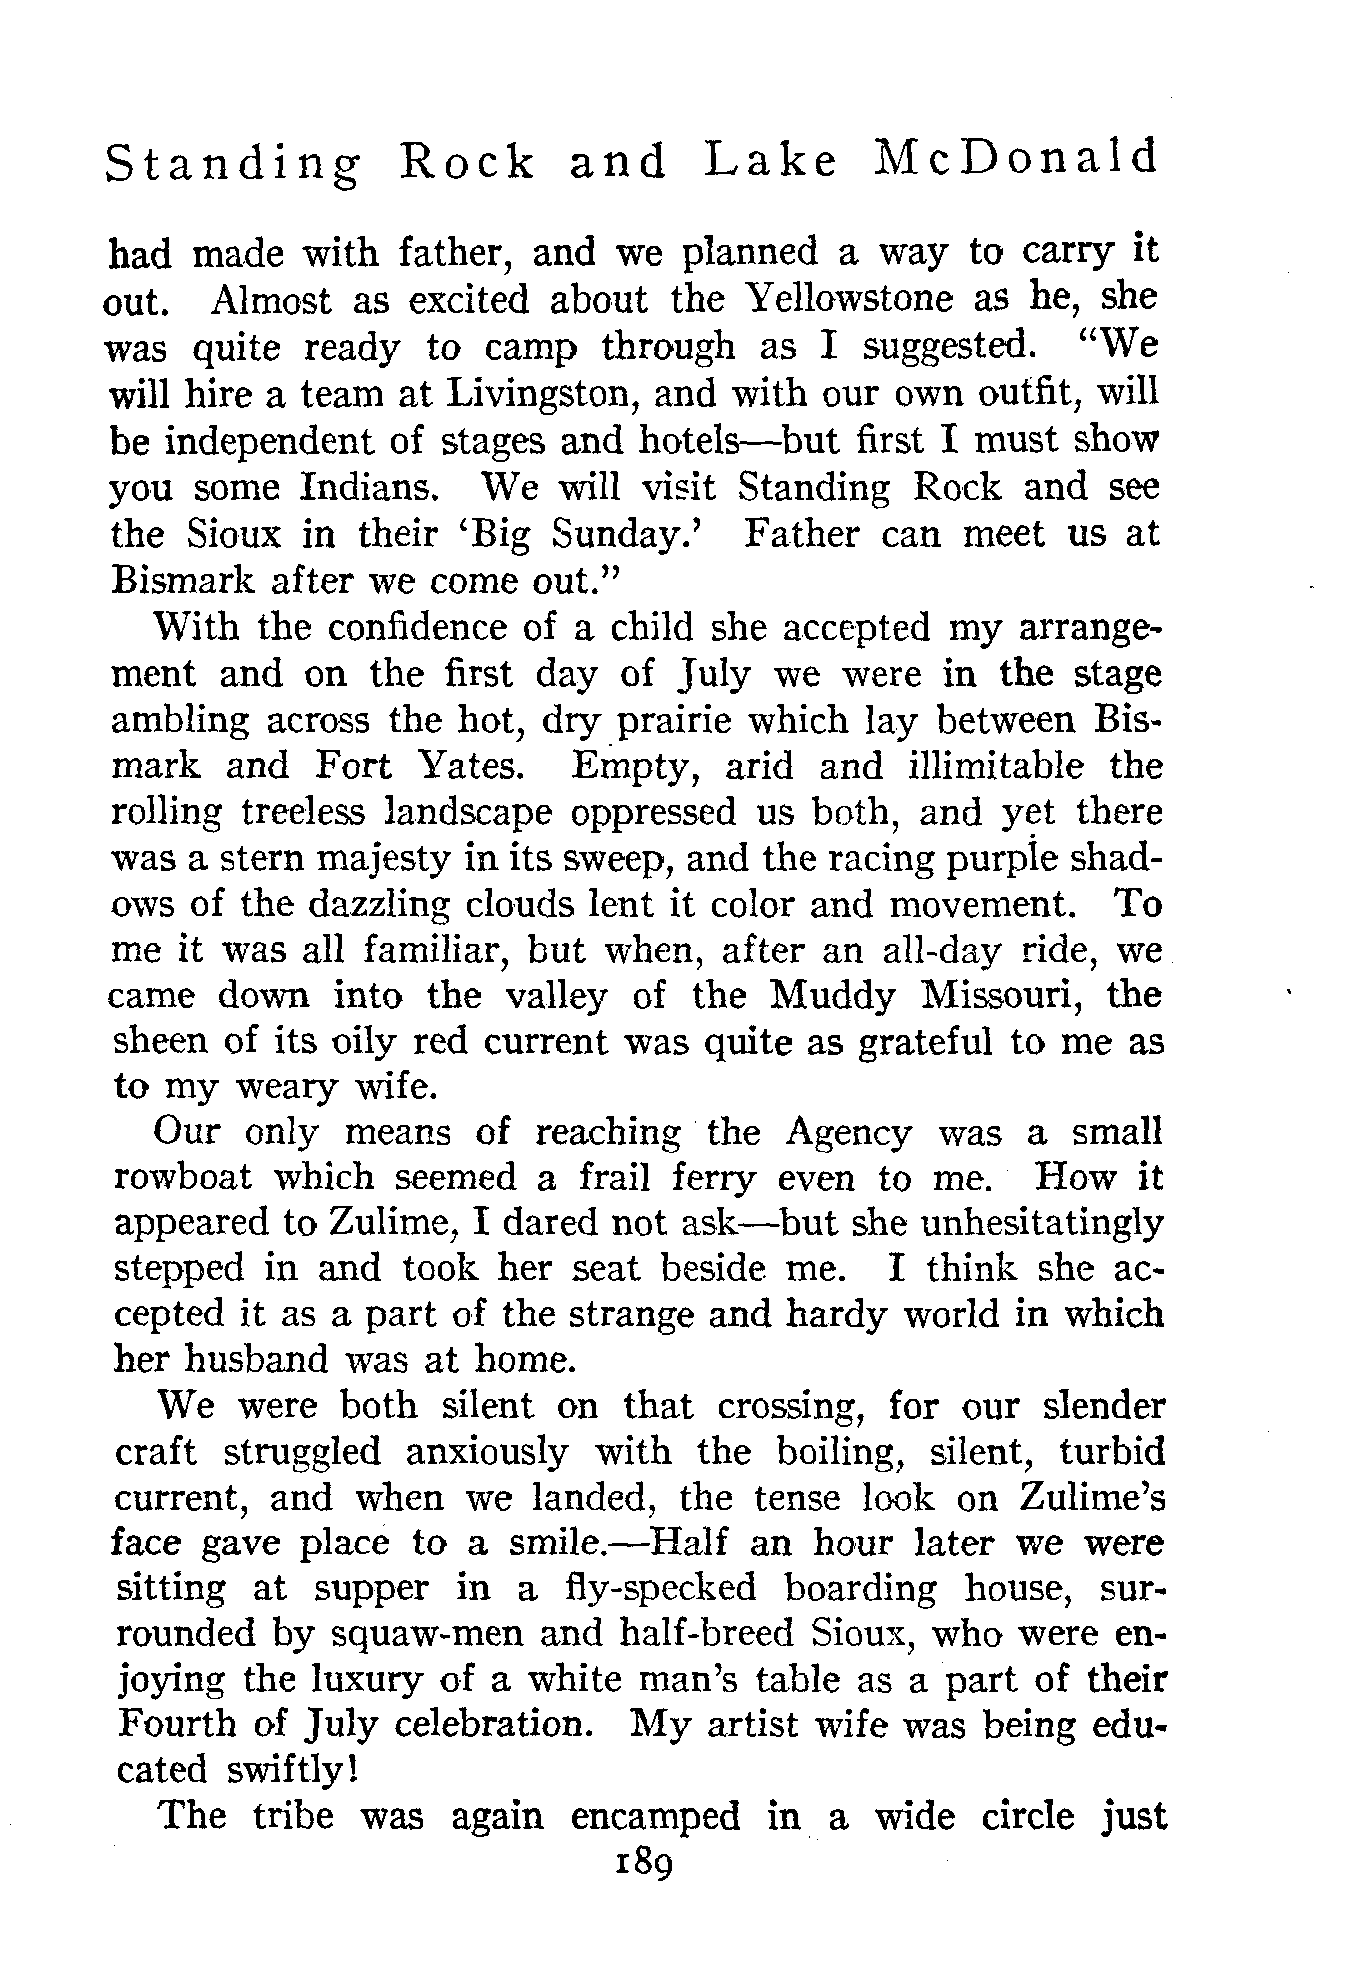 Standing Rock and Lake McDonald
had made with father, and we planned a way to carry it
out. Almost as excited about the Yellowstone as he, she
was quite ready to camp through as I suggested. “We
will hire a team at Livingston, and with our own outfit, will
be independent of stages and hotels—but first I must show
you some Indians. We will visit Standing Rock and see
the Sioux in their ‘Big Sunday.’ Father can meet us at
Bismark after we come out.”
With the confidence of a child she accepted my arrange-
ment and on the first day of July we were in the stage
ambling across the hot, dry prairie which lay between Bis-
mark and Fort Yates. Empty, arid and illimitable the
rolling treeless landscape oppressed us both, and yet there
was a stern majesty in its sweep, and the racing purple shad-
ows of the dazzling clouds lent it color and movement. To
me it was all familiar, but when, after an all-day ride, we
came down into the valley of the Muddy Missouri, the
sheen of its oily red current was quite as grateful to me as
to my weary wife.
Our only means of reaching the Agency was a small
rowboat which seemed a frail ferry even to me. How it
appeared to Zulime, I dared not ask—but she unhesitatingly
stepped in and took her seat beside me. I think she ac-
cepted it as a part of the strange and hardy world in which
her husband was at home.
We were both silent on that crossing, for our slender
craft struggled anxiously with the boiling, silent, turbid
current, and when we landed, the tense look on Zulime’s
face gave place to a smile.—Half an hour later we were
sitting at supper in a fly-specked boarding house, sur-
rounded by squaw-men and half-breed Sioux, who were en-
joying the luxury of a white man’s table as a part of their
Fourth of July celebration. My artist wife was being edu-
cated swiftly!
The tribe was again encamped in a wide circle just
189